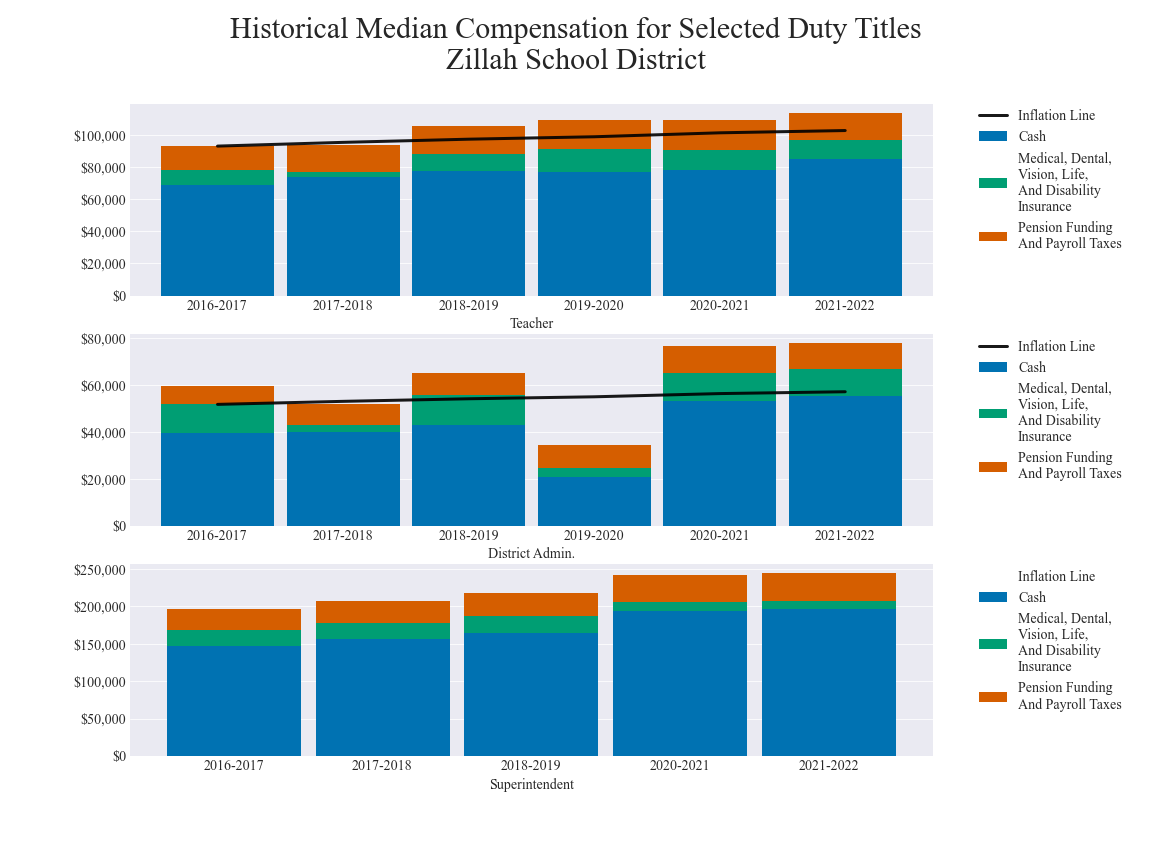 Historical Median Compensation for Selected Duty Titles
Zillah School District
$100,000
$80,000
$60,000
$40,000
$20,000
$0
2016-2017 2017-2018 2018-2019 2019-2020 2020-2021 2021-2022
Teacher
Inflation Line
Cash
Medical, Dental,
Vision, Life,
And Disability
Insurance
Pension Funding
And Payroll Taxes
$80,000
$60,000
$40,000
$20,000
$0
2016-2017 2017-2018 2018-2019 2019-2020 2020-2021 2021-2022
District Admin.
Inflation Line
Cash
Medical, Dental,
Vision, Life,
And Disability
Insurance
Pension Funding
And Payroll Taxes
$250,000
$200,000
$150,000
$100,000
$50,000
$0
2016-2017 2017-2018 2018-2019 2020-2021 2021-2022
Superintendent
Inflation Line
Cash
Medical, Dental,
Vision, Life,
And Disability
Insurance
Pension Funding
And Payroll Taxes